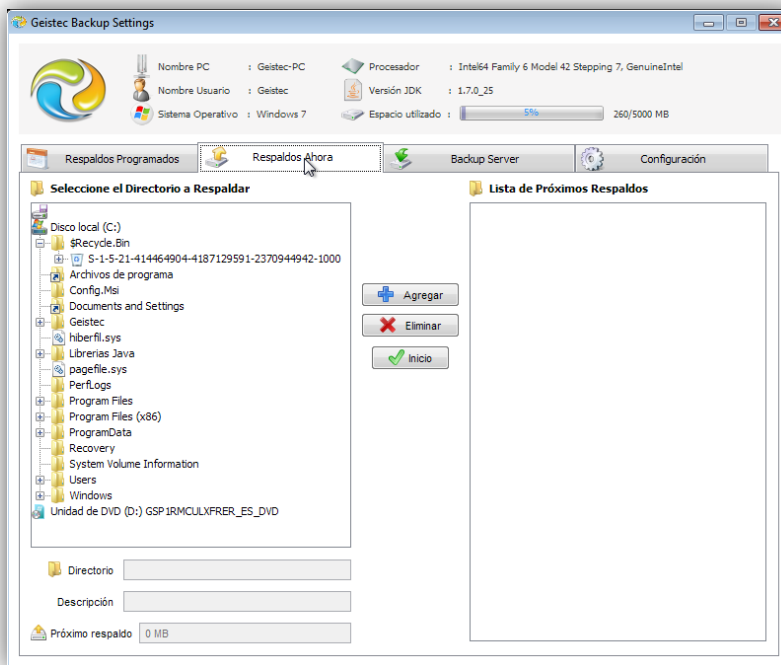 Geistec Backup Settings
Nombre PC : Geistec-PC Procesador : Intel64 Family 6 Model 42 Stepping 7, GenuineIntel
Nombre Usuario : Geistec Versión JDK : 1.7.0_25
Sistema Operativo : Windows 7 Espacio utilizado : 5% 260/5000 MB
Respaldos Programados Respaldos Ahora Backup Server Configuración
Seleccione el Directorio a Respaldar Lista de Próximos Respaldos
Disco local (C:)
$Recycle.Bin
S-1-5-21-414464904-4187129591-2370944942-1000
Archivos de programa
Config.Msi
Documents and Settings
Geistec
hiberfil.sys
Librerias Java
pagefile.sys
PerfLogs
Program Files
Program Files (x86)
ProgramData
Recovery
System Volume Information
Users
Windows
Unidad de DVD (D:) GSP1RMCULXFRER_ES_DVD
Agregar
Eliminar
Inicio
Directorio
Descripción
Próximo respaldo 0 MB